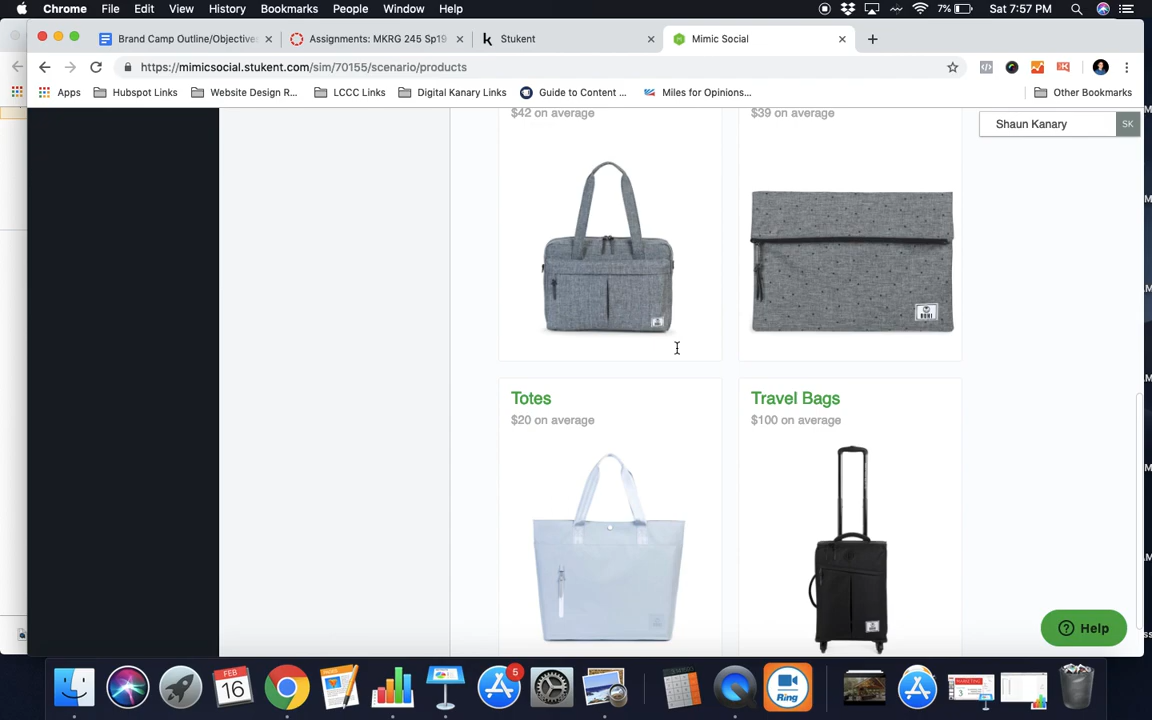 Chrome File Edit View History Bookmarks People Window Help 7% Sat 7:57 PM
Brand Camp Outline/Objective Assignments: MKRG 245 Sp19 Stukent Mimic Social
https://mimicsocial.stukent.com/sim/70155/scenario/products
Apps Hubspot Links Website Design R... LCCC Links Digital Kanary Links Guide to Content ... Miles for Opinions... Other Bookmarks
$42 on average $39 on average
Shaun Kanary SK
Totes Travel Bags
$20 on average $100 on average
Help
5
FEB
16
Ring